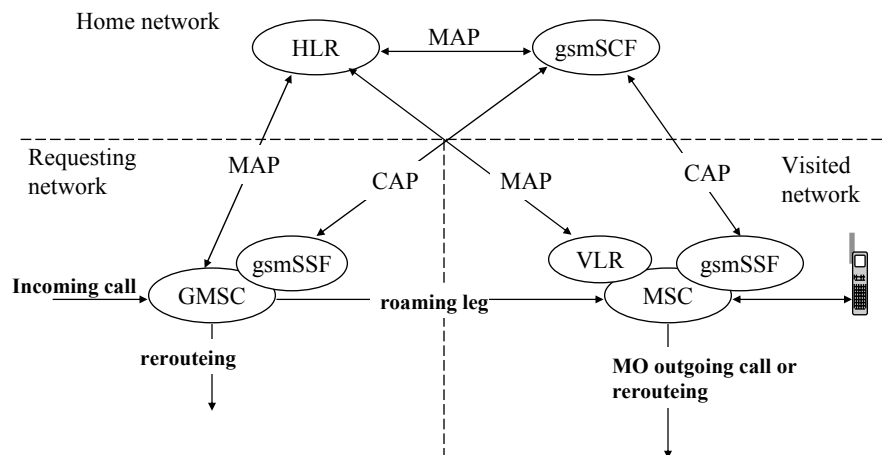 Home network
HLR
MAP
gsmSCF
Requesting
network
MAP
CAP
MAP
CAP
Visited
network
gsmSSF
VLR
gsmSSF
Incoming call
GMSC
roaming leg
MSC
rerouteing
MO outgoing call or
rerouteing